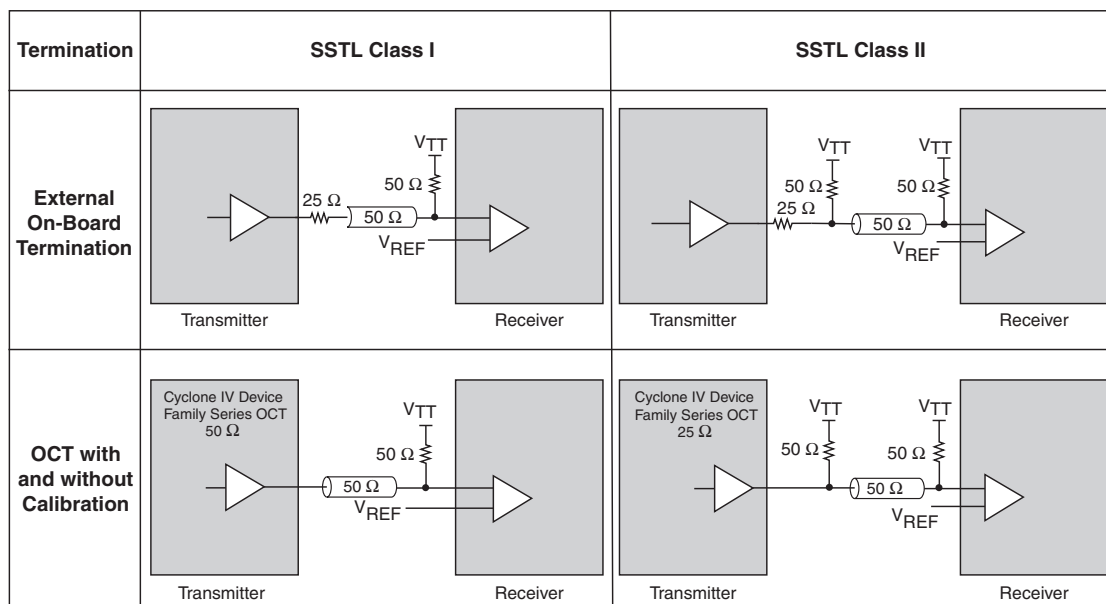 Termination
SSTL Class I
SSTL Class II
External
On-Board
Termination
VTT
50 Ω
25 Ω
50 Ω
VREF
Transmitter
Receiver
VTT
VTT
50 Ω
50 Ω
25 Ω
50 Ω
VREF
Transmitter
Receiver
OCT with
and without
Calibration
Cyclone IV Device
Family Series OCT
50 Ω
VTT
50 Ω
50 Ω
VREF
Transmitter
Receiver
Cyclone IV Device
Family Series OCT
25 Ω
VTT
VTT
50 Ω
50 Ω
50 Ω
VREF
Transmitter
Receiver